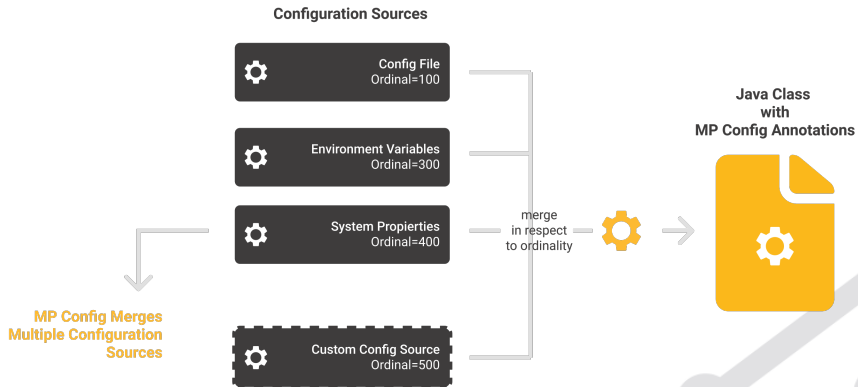 Configuration Sources
Config File
Ordinal=100
Environment Variables
Ordinal=300
System Propierties
Ordinal=400
Custom Config Source
Ordinal=500
MP Config Merges
Multiple Configuration
Sources
merge
in respect
to ordinality
Java Class
with
MP Config Annotations